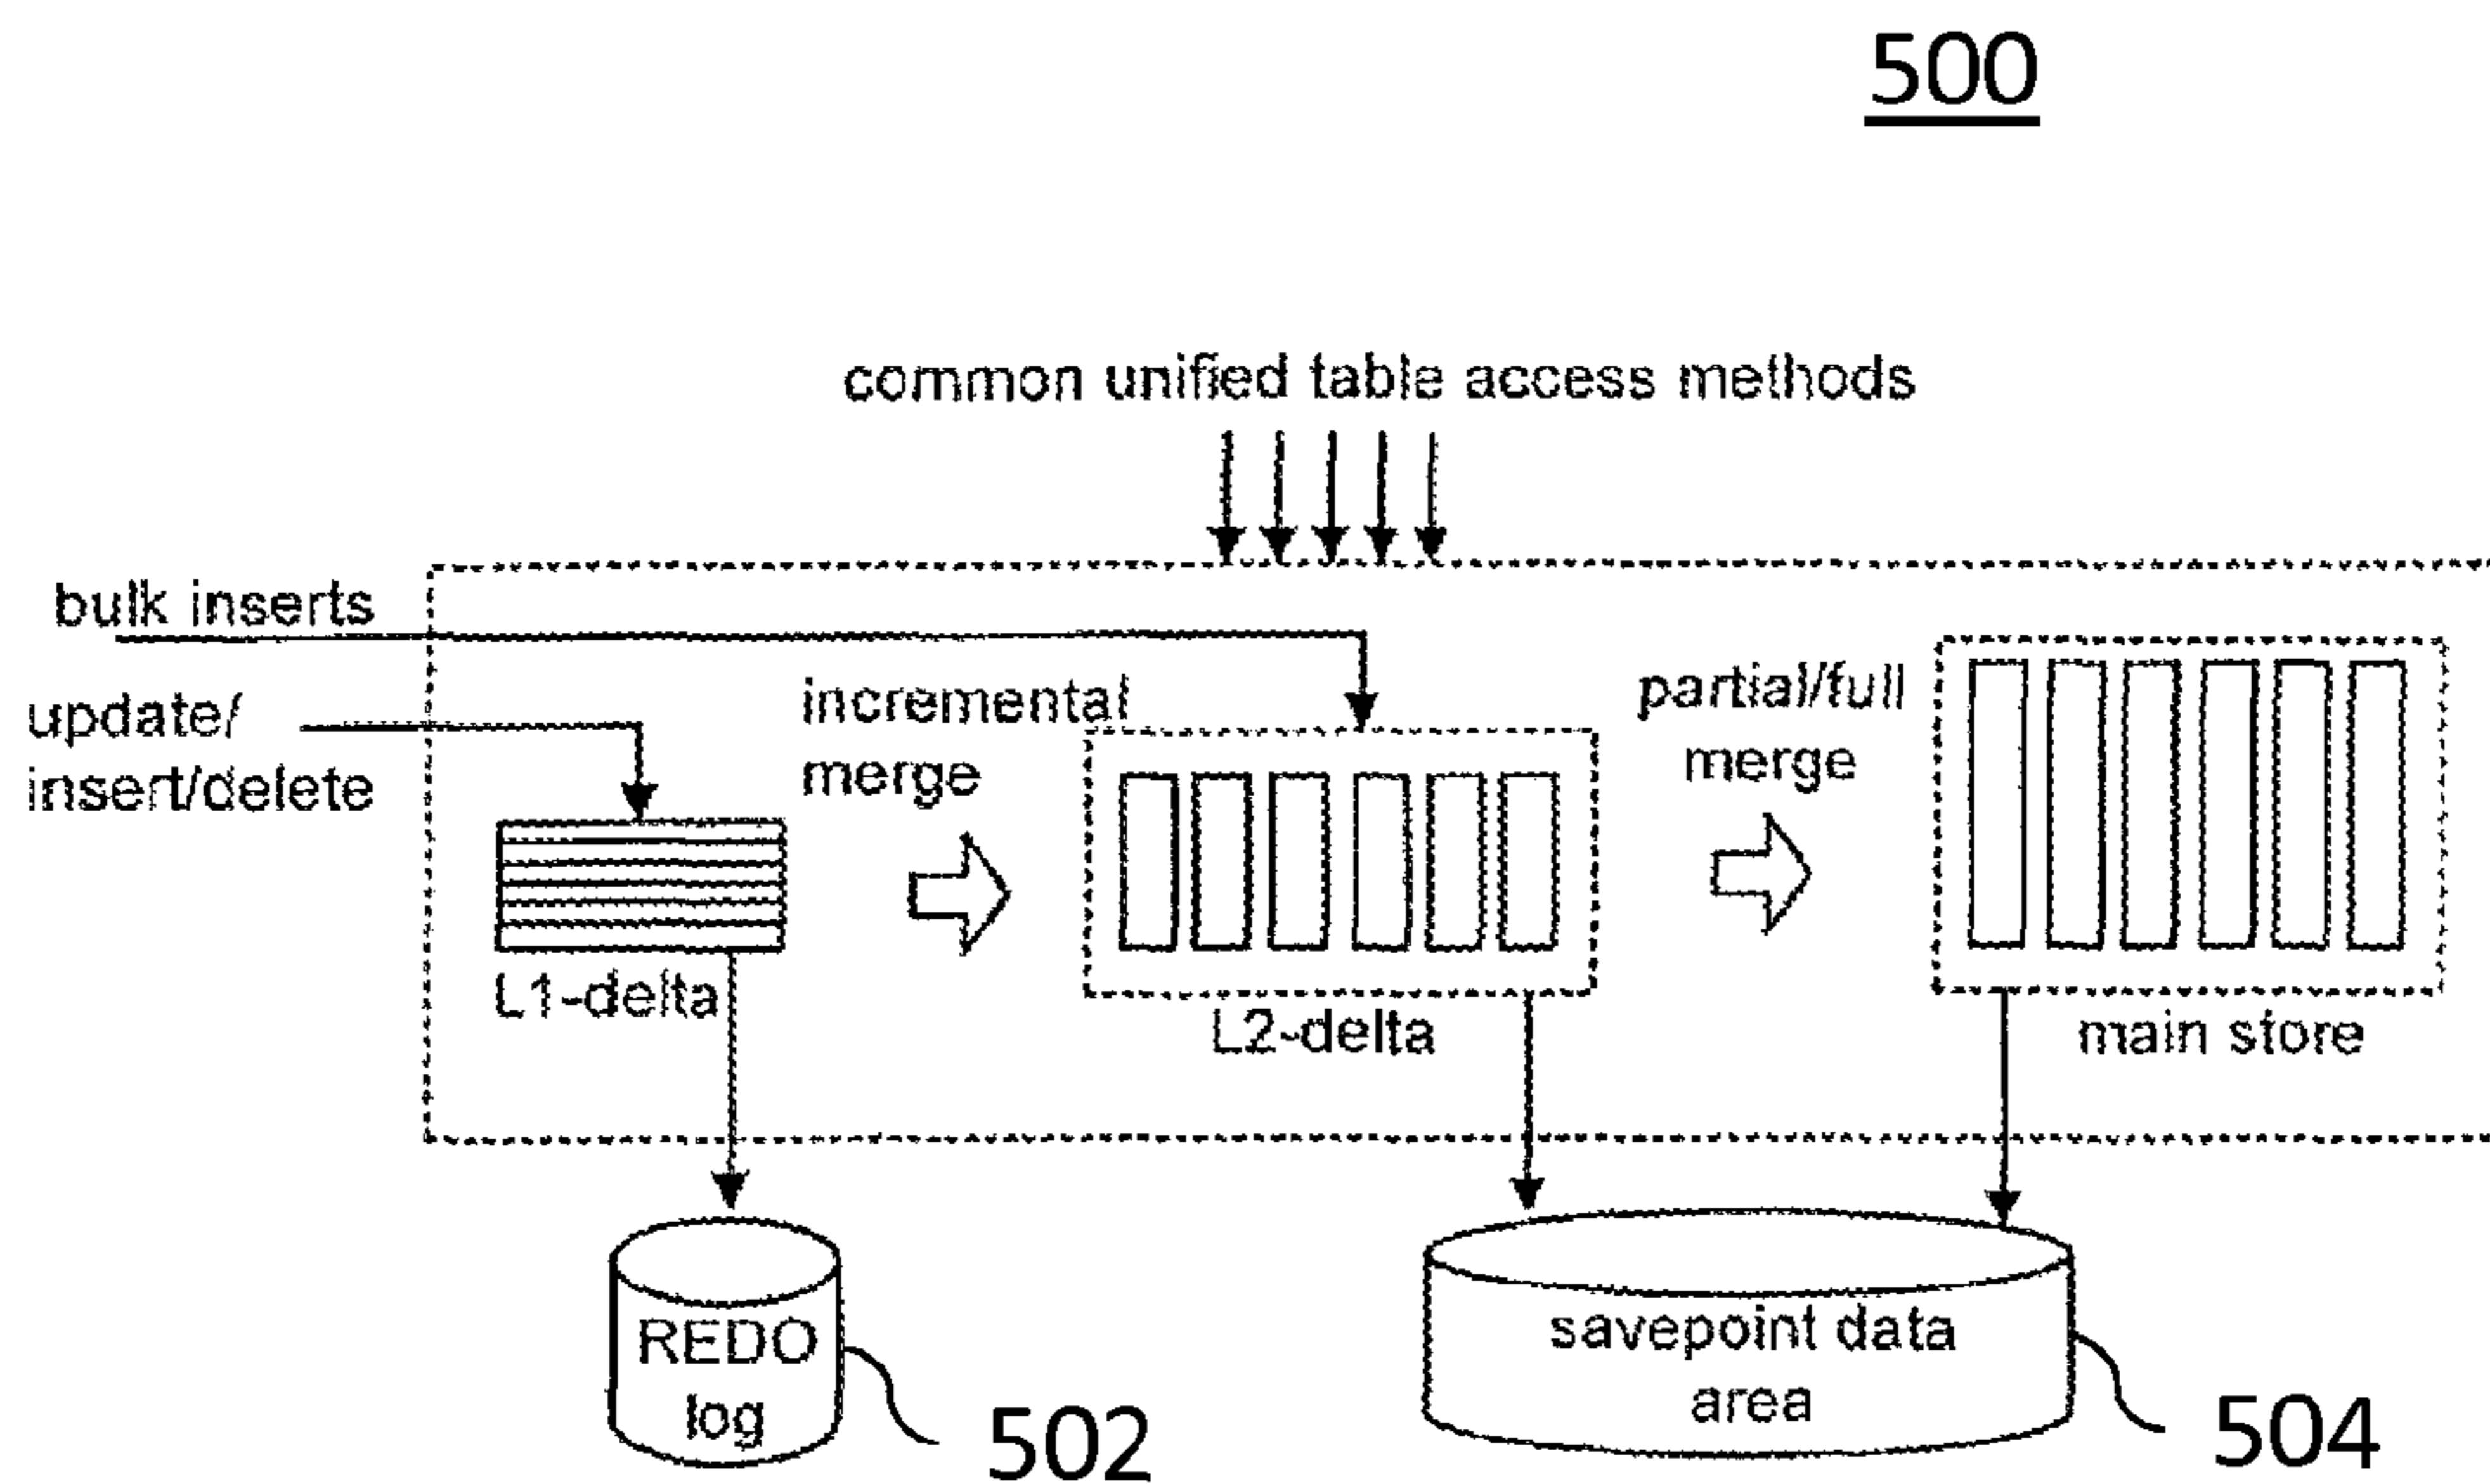 500
common unified table access methods
bulk inserts
update/
insert/delete
incremental
merge
partial/full
merge
L1-delta
L2-delta
main store
REDO
log
savepoint data
area
502
504